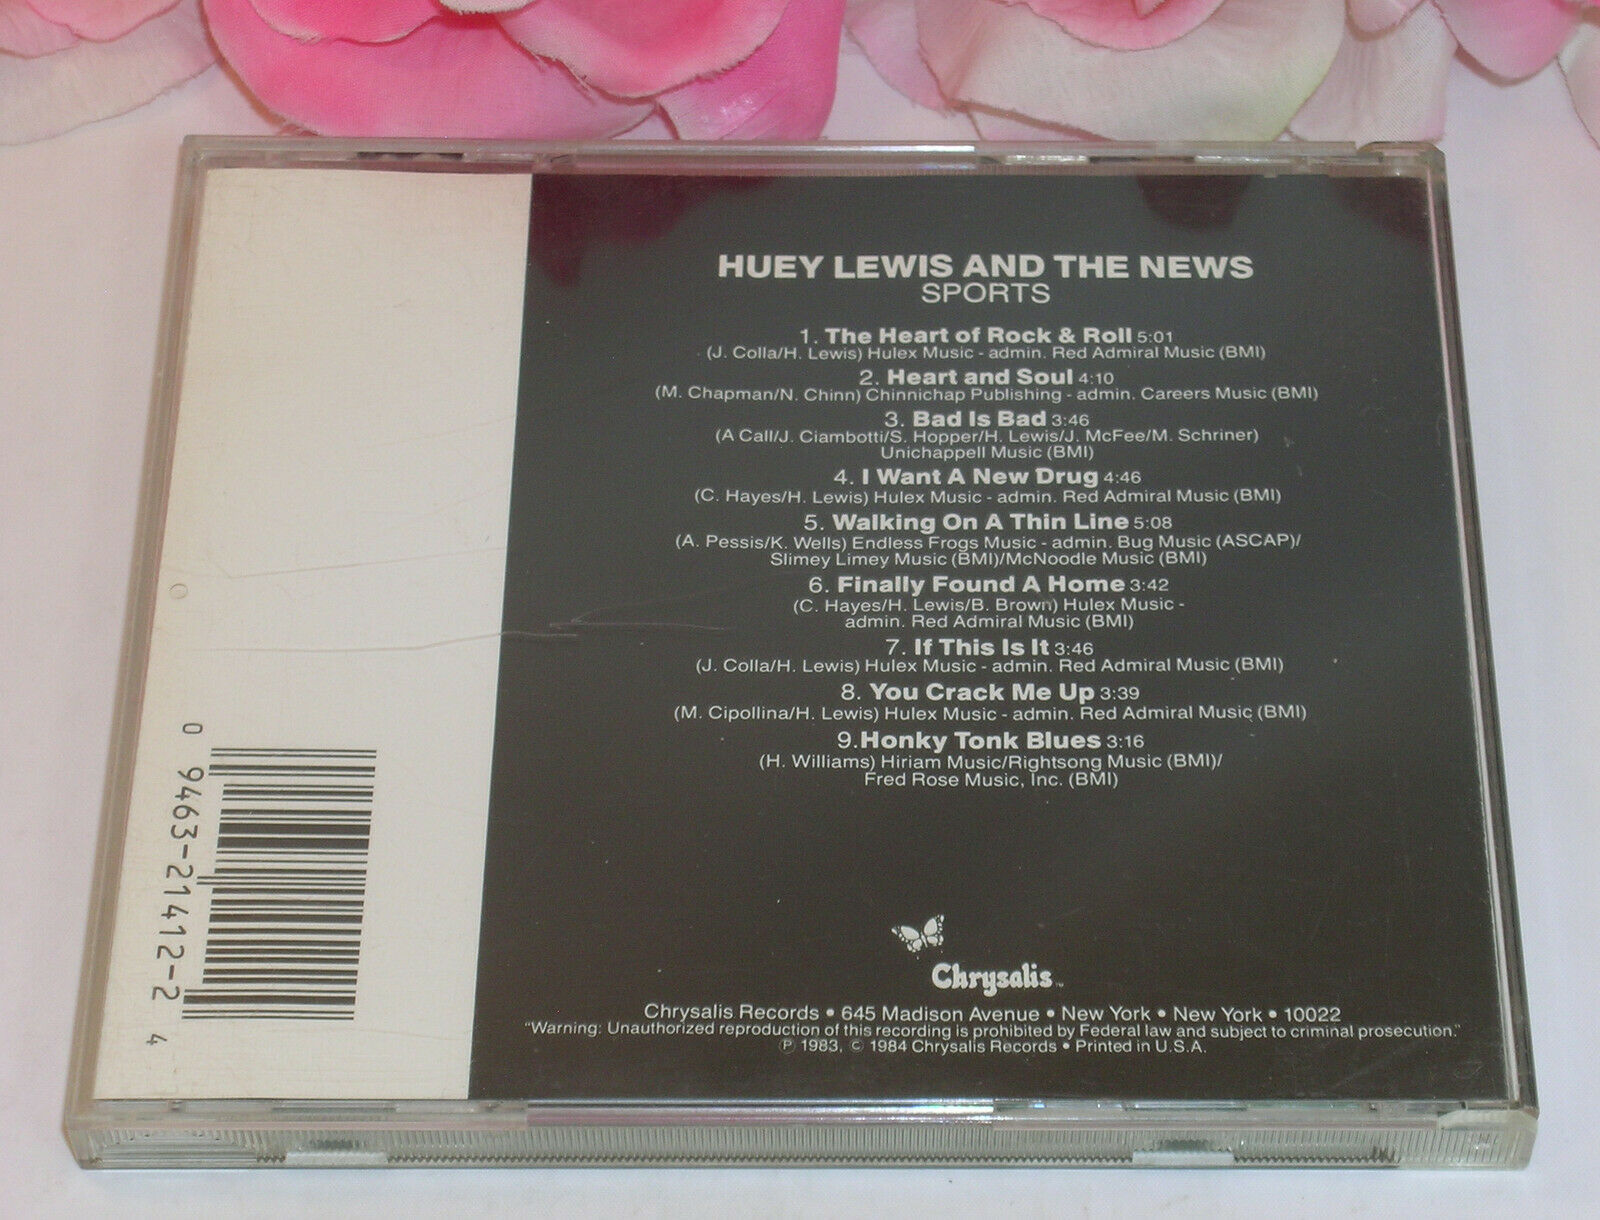 HUEY LEWIS AND THE NEWS
SPORTS
1. The Heart of Rock & Roll 5:01
(J. Colla/H. Lewis) Hulex Music - admin. Red Admiral Music (BMI)
2. Heart and Soul 4:10
(M. Chapman/N. Chinn) Chinnichap Publishing - admin. Careers Music (BMI)
3. Bad Is Bad 3:46
(A Call/J. Ciambotti/S. Hopper/H. Lewis/J. McFee/M. Schriner)
Unichappell Music (BMI)
4. I Want A New Drug 4:46
(C. Hayes/H. Lewis) Hulex Music - admin. Red Admiral Music (BMI)
5. Walking On A Thin Line 5:08
(A. Pessis/K. Wells) Endless Frogs Music - admin. Bug Music (ASCAP)/
Slimey Limey Music (BMI)/McNoodle Music (BMI)
6. Finally Found A Home 3:42
(C. Hayes/H. Lewis/B. Brown) Hulex Music -
admin. Red Admiral Music (BMI)
7. If This Is It 3:46
(J. Colla/H. Lewis) Hulex Music - admin. Red Admiral Music (BMI)
8. You Crack Me Up 3:39
(M. Cipollina/H. Lewis) Hulex Music - admin. Red Admiral Music (BMI)
9. Honky Tonk Blues 3:16
(H. Williams) Hiriam Music/Rightsong Music (BMI)/
Fred Rose Music, Inc. (BMI)
Chrysalis™
Chrysalis Records • 645 Madison Avenue • New York • New York • 10022
"Warning: Unauthorized reproduction of this recording is prohibited by Federal law and subject to criminal prosecution."
℗ 1983, © 1984 Chrysalis Records • Printed in U.S.A.
0 9463-21412-2 4